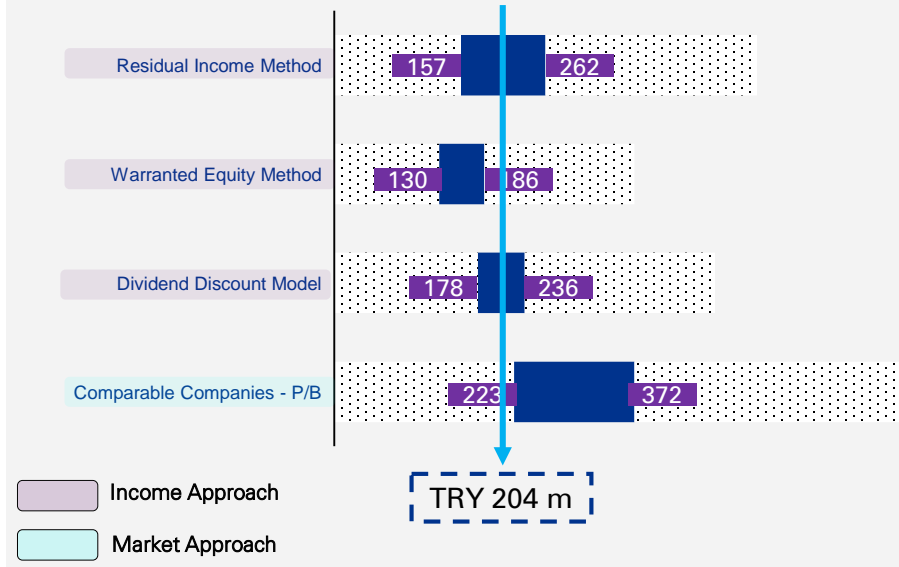 Residual Income Method
157
262
Warranted Equity Method
130
186
Dividend Discount Model
178
236
Comparable Companies - P/B
223
372
TRY 204 m
Income Approach
Market Approach